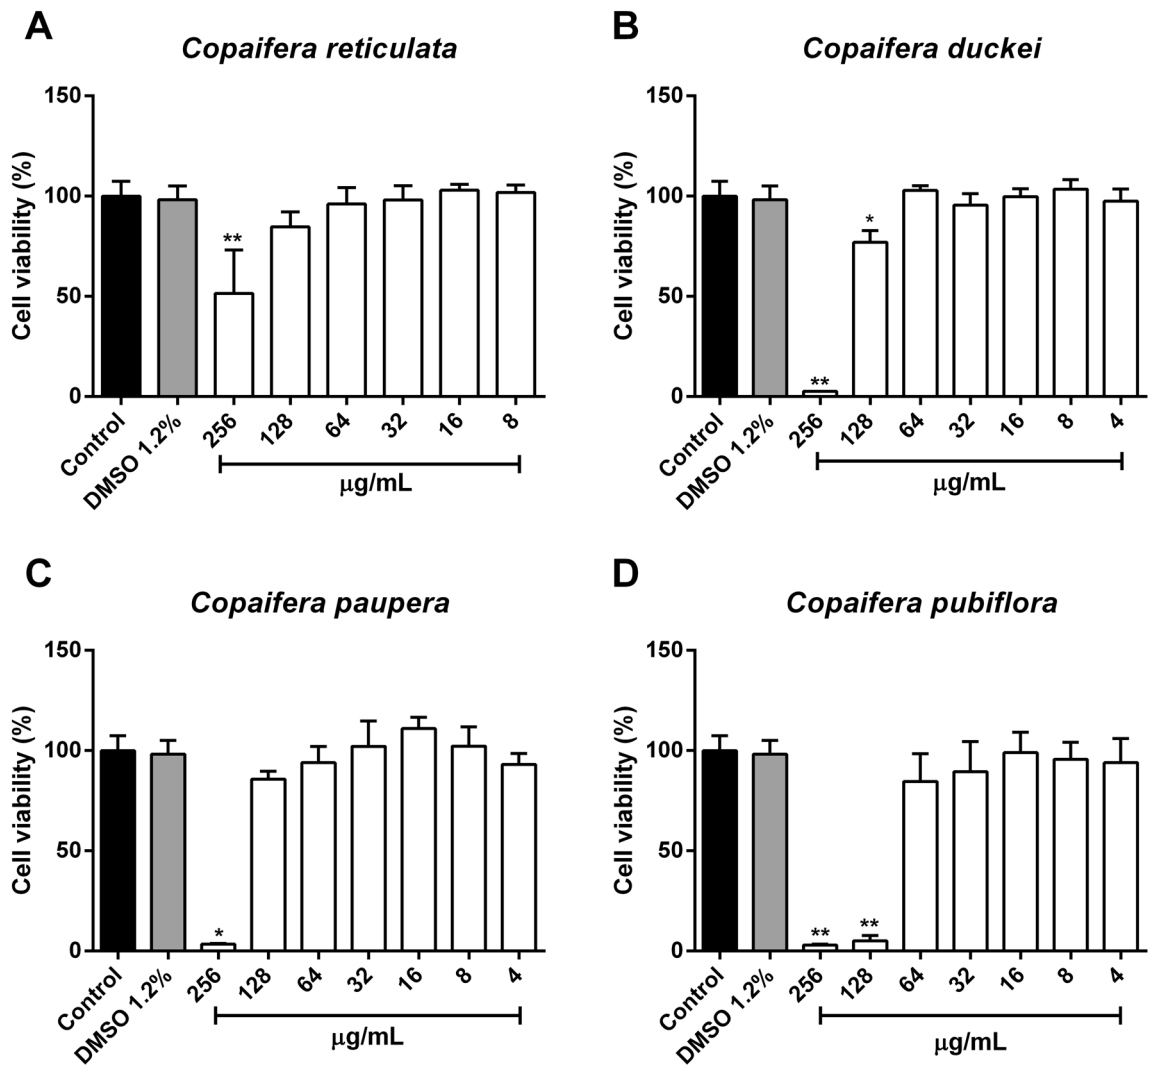 A
Copaifera reticulata
150
100
50
0
Cell viability (%)
**
Control
DMSO 1.2%
256
128
64
32
16
8
µg/mL
B
Copaifera duckei
150
100
50
0
Cell viability (%)
**
*
Control
DMSO 1.2%
256
128
64
32
16
8
4
µg/mL
C
Copaifera paupera
150
100
50
0
Cell viability (%)
*
Control
DMSO 1.2%
256
128
64
32
16
8
4
µg/mL
D
Copaifera pubiflora
150
100
50
0
Cell viability (%)
**
**
Control
DMSO 1.2%
256
128
64
32
16
8
4
µg/mL